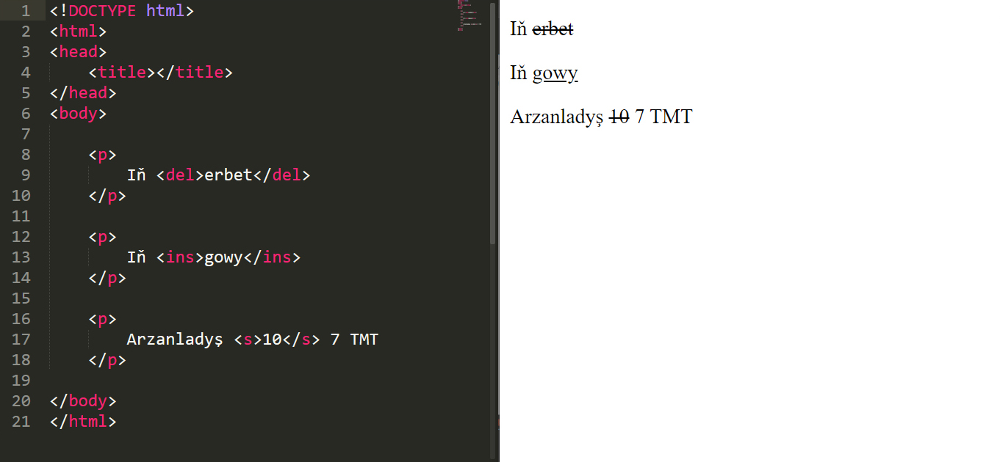 1 <!DOCTYPE html>
2 <html>
3 <head>
4     <title></title>
5 </head>
6 <body>
7
8     <p>
9         Iň <del>erbet</del>
10     </p>
11
12     <p>
13         Iň <ins>gowy</ins>
14     </p>
15
16     <p>
17         Arzanladyş <s>10</s> 7 TMT
18     </p>
19
20 </body>
21 </html>
Iň erbet
Iň gowy
Arzanladyş 10 7 TMT